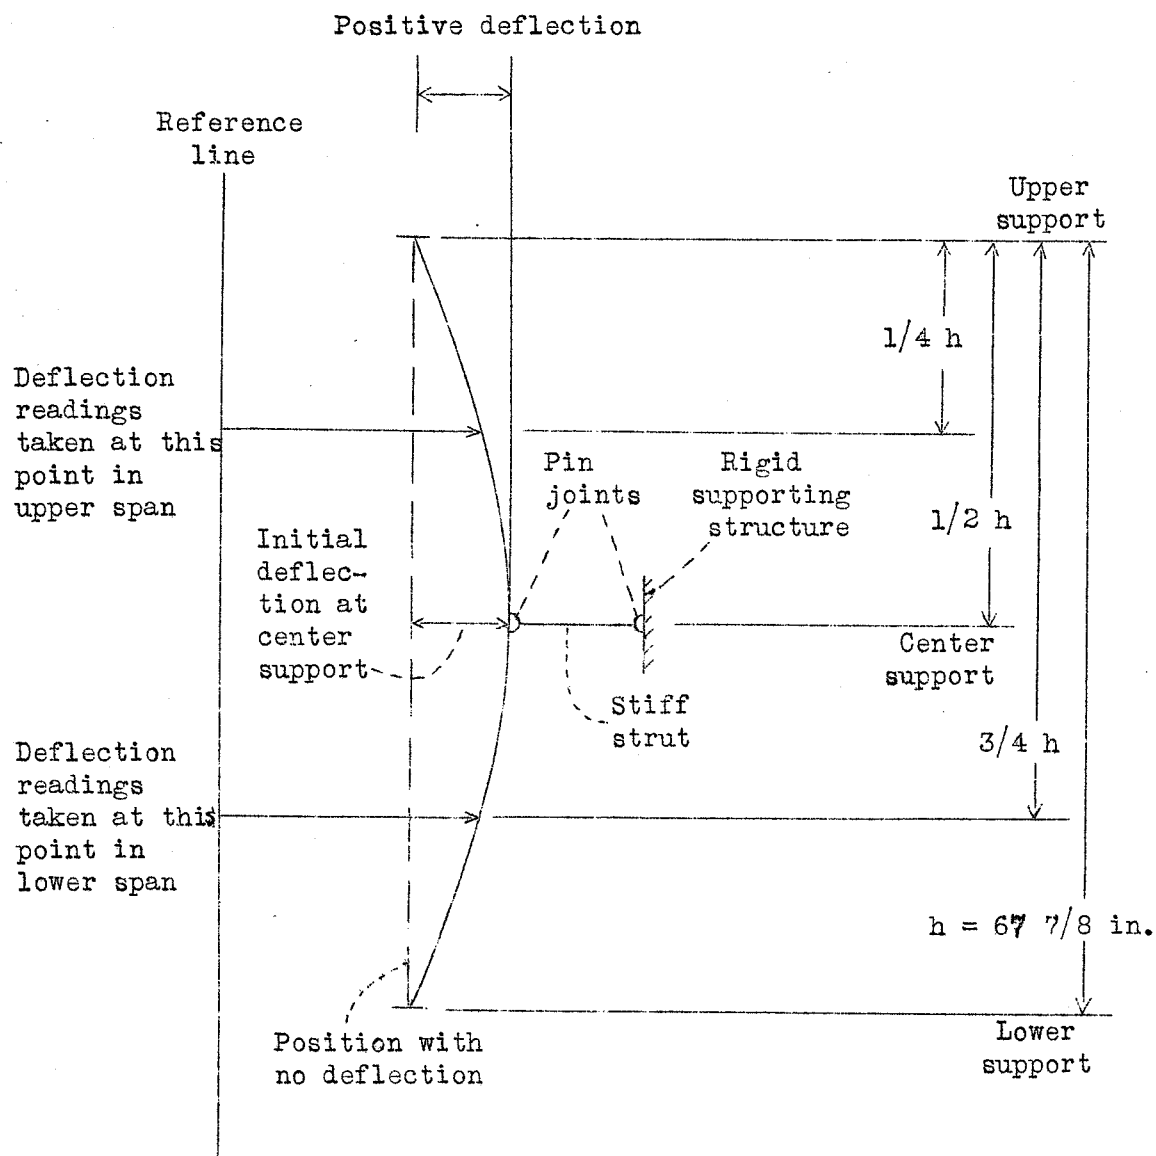 Positive deflection
Reference
line
Upper
support
1/4 h
Deflection
readings
taken at this
point in
upper span
Pin
joints
Rigid
supporting
structure
1/2 h
Initial
deflec-
tion at
center
support
Center
support
Stiff
strut
3/4 h
Deflection
readings
taken at this
point in
lower span
h = 67 7/8 in.
Position with
no deflection
Lower
support